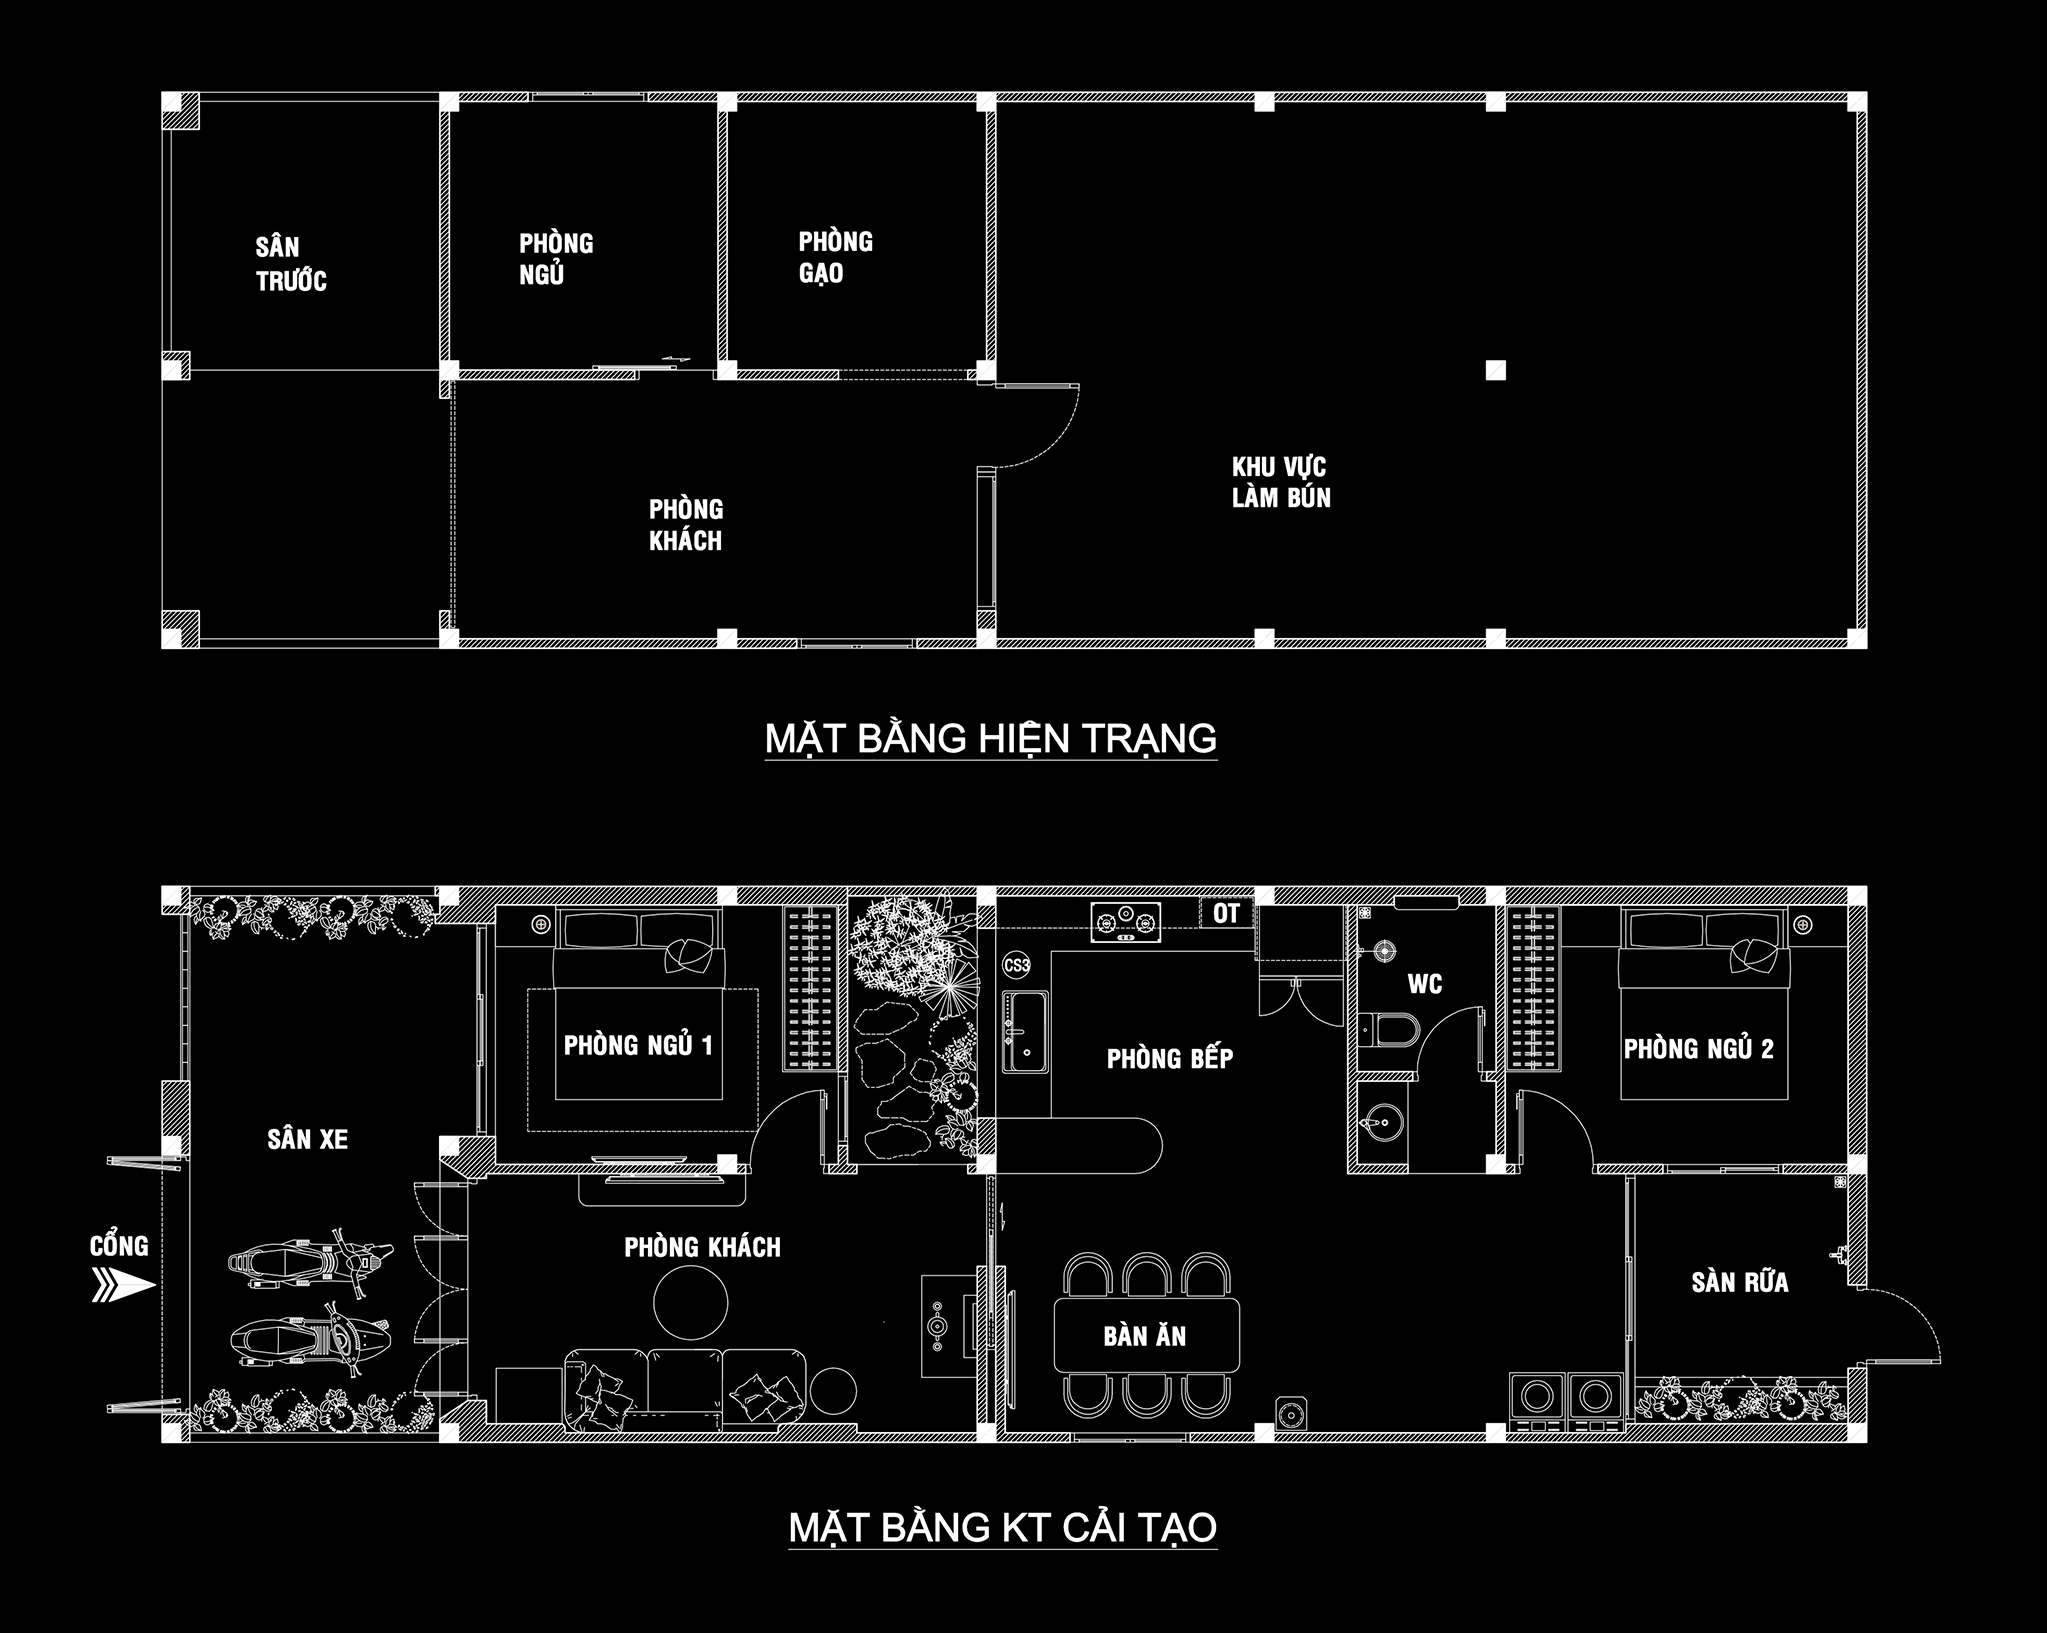 SÂN
TRƯỚC
PHÒNG
NGỦ
PHÒNG
GẠO
KHU VỰC
LÀM BÚN
PHÒNG
KHÁCH
MẶT BẰNG HIỆN TRẠNG
OT
CS3
WC
PHÒNG NGỦ 1
PHÒNG BẾP
PHÒNG NGỦ 2
SÂN XE
CỔNG
PHÒNG KHÁCH
SÀN RỮA
BÀN ĂN
MẶT BẰNG KT CẢI TẠO